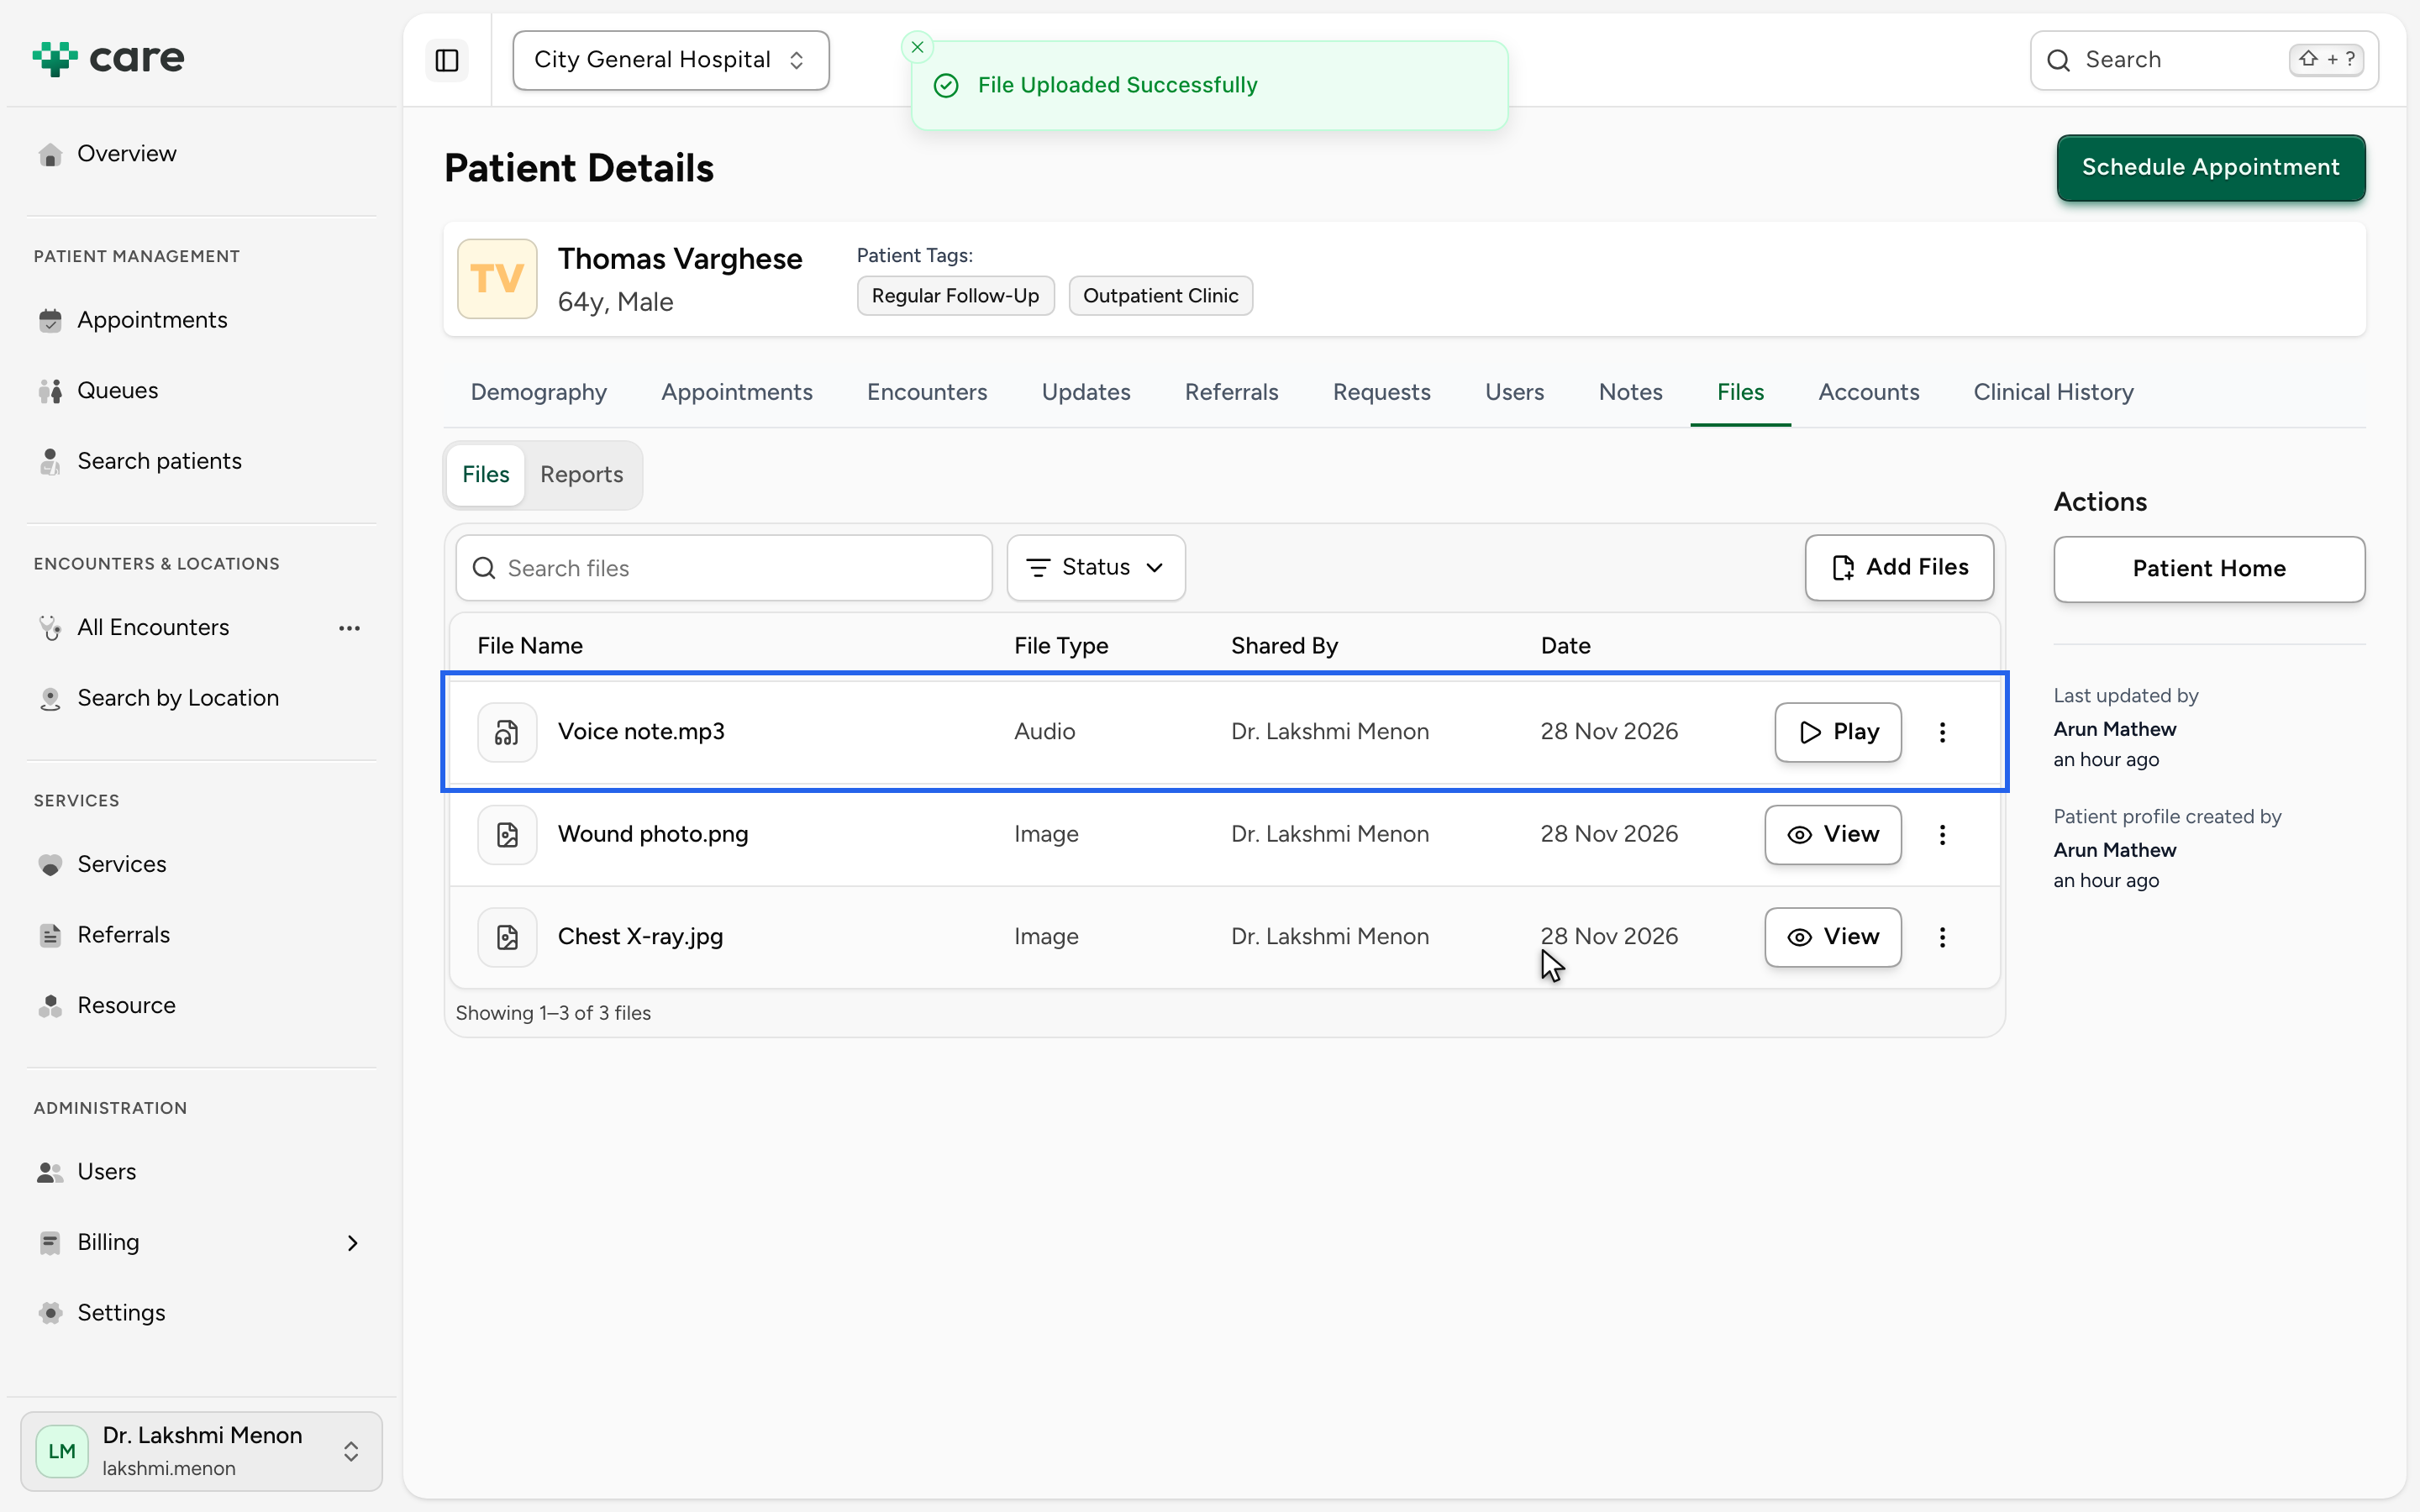 care
City General Hospital
File Uploaded Successfully
Search
+ ?
Overview
PATIENT MANAGEMENT
Appointments
Queues
Search patients
ENCOUNTERS & LOCATIONS
All Encounters
Search by Location
SERVICES
Services
Referrals
Resource
ADMINISTRATION
Users
Billing
Settings
LM
Dr. Lakshmi Menon
lakshmi.menon
Patient Details
Schedule Appointment
TV
Thomas Varghese
64y, Male
Patient Tags:
Regular Follow-Up
Outpatient Clinic
Demography Appointments Encounters Updates Referrals Requests Users Notes Files Accounts Clinical History
Files Reports
Search files
Status
Add Files
File Name File Type Shared By Date
Voice note.mp3 Audio Dr. Lakshmi Menon 28 Nov 2026 Play
Wound photo.png Image Dr. Lakshmi Menon 28 Nov 2026 View
Chest X-ray.jpg Image Dr. Lakshmi Menon 28 Nov 2026 View
Showing 1–3 of 3 files
Actions
Patient Home
Last updated by
Arun Mathew
an hour ago
Patient profile created by
Arun Mathew
an hour ago